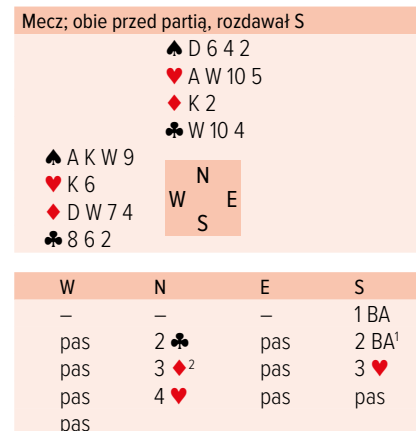 Mecz; obie przed partią, rozdawał S
♠ D 6 4 2
♥ A W 10 5
♦ K 2
♣ W 10 4
♠ A K W 9
♥ K 6
♦ D W 7 4
♣ 8 6 2
N
W E
S
W N E S
– – – 1 BA
pas 2 ♣ pas 2 BA¹
pas 3 ♦² pas 3 ♥
pas 4 ♥ pas pas
pas